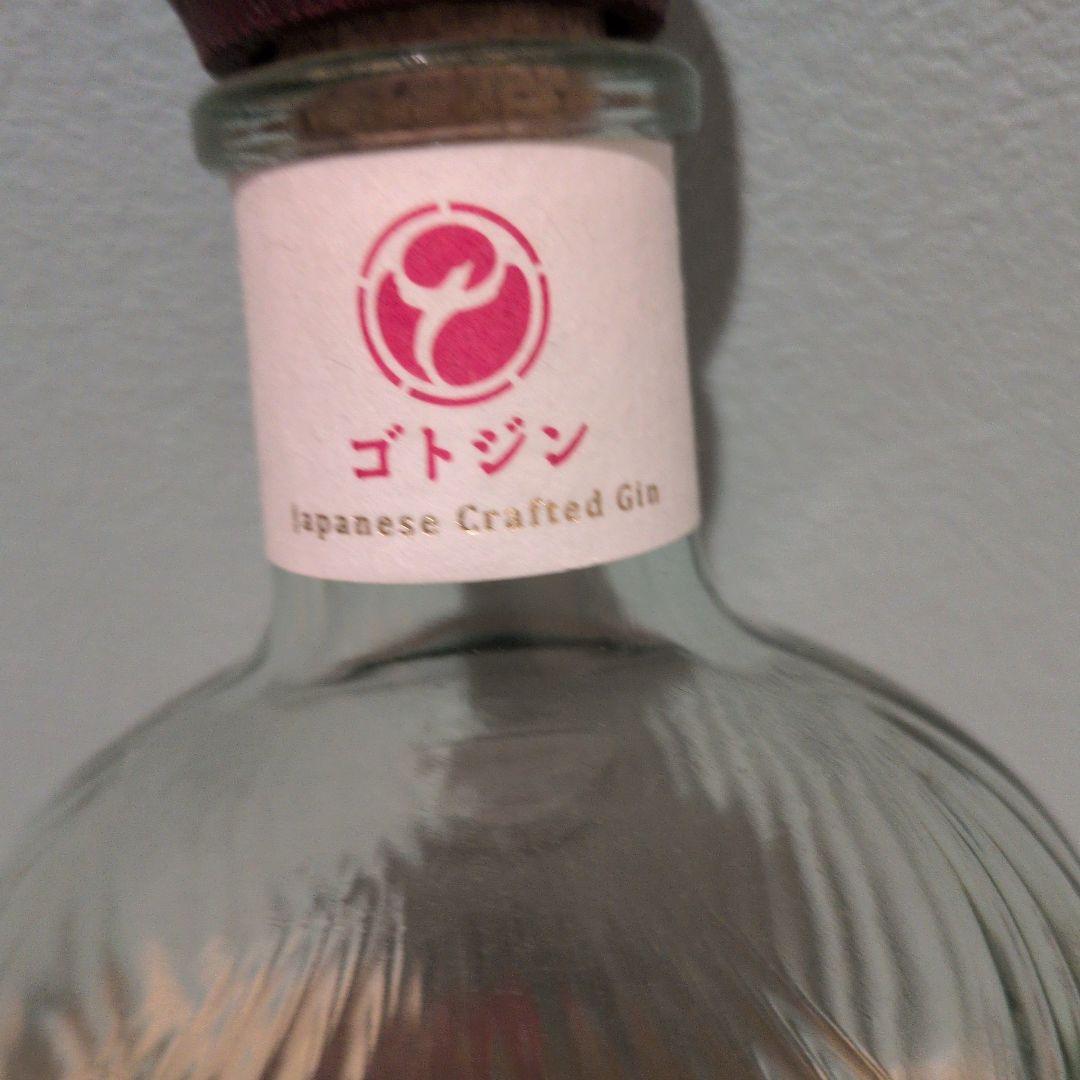 ゴトジン
Japanese Crafted Gin